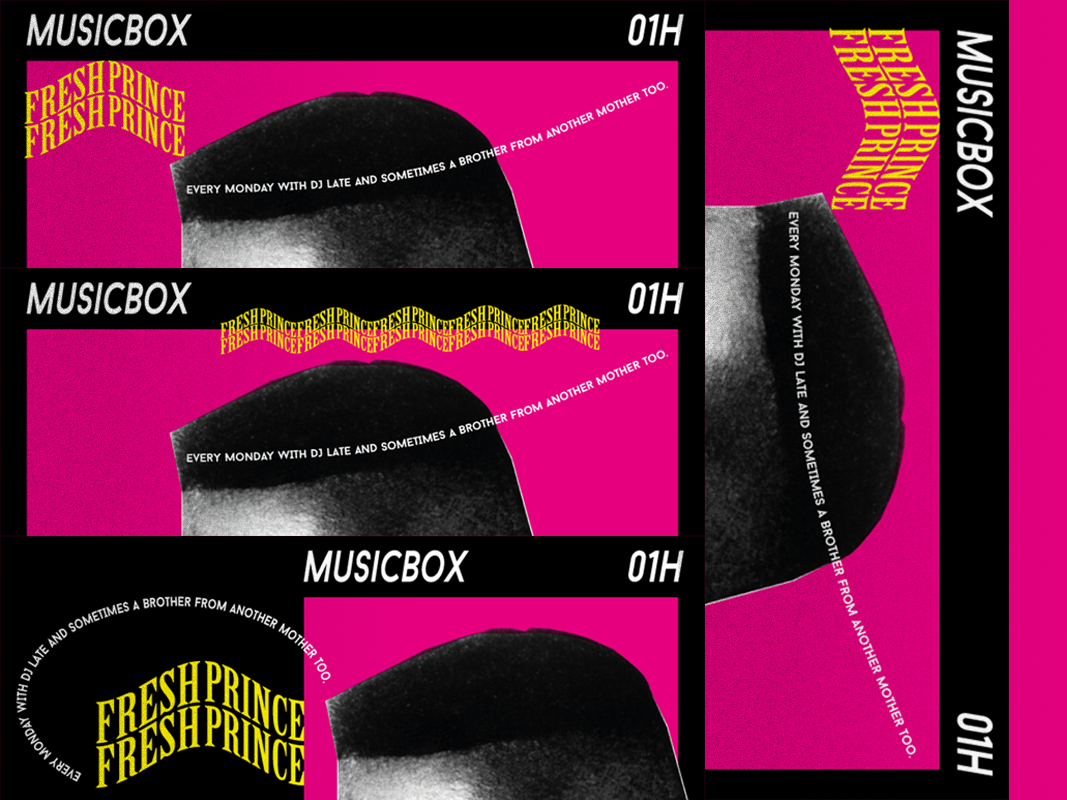 MUSICBOX
01H
FRESH PRINCE
FRESH PRINCE
EVERY MONDAY WITH DJ LATE AND SOMETIMES A BROTHER FROM ANOTHER MOTHER TOO.
MUSICBOX
01H
FRESH PRINCE FRESH PRINCE FRESH PRINCE FRESH PRINCE FRESH PRINCE
FRESH PRINCE FRESH PRINCE FRESH PRINCE FRESH PRINCE FRESH PRINCE
EVERY MONDAY WITH DJ LATE AND SOMETIMES A BROTHER FROM ANOTHER MOTHER TOO.
MUSICBOX
01H
EVERY MONDAY WITH DJ LATE AND SOMETIMES A BROTHER FROM ANOTHER MOTHER TOO.
FRESH PRINCE
FRESH PRINCE
MUSICBOX
01H
FRESH PRINCE
FRESH PRINCE
EVERY MONDAY WITH DJ LATE AND SOMETIMES A BROTHER FROM ANOTHER MOTHER TOO.